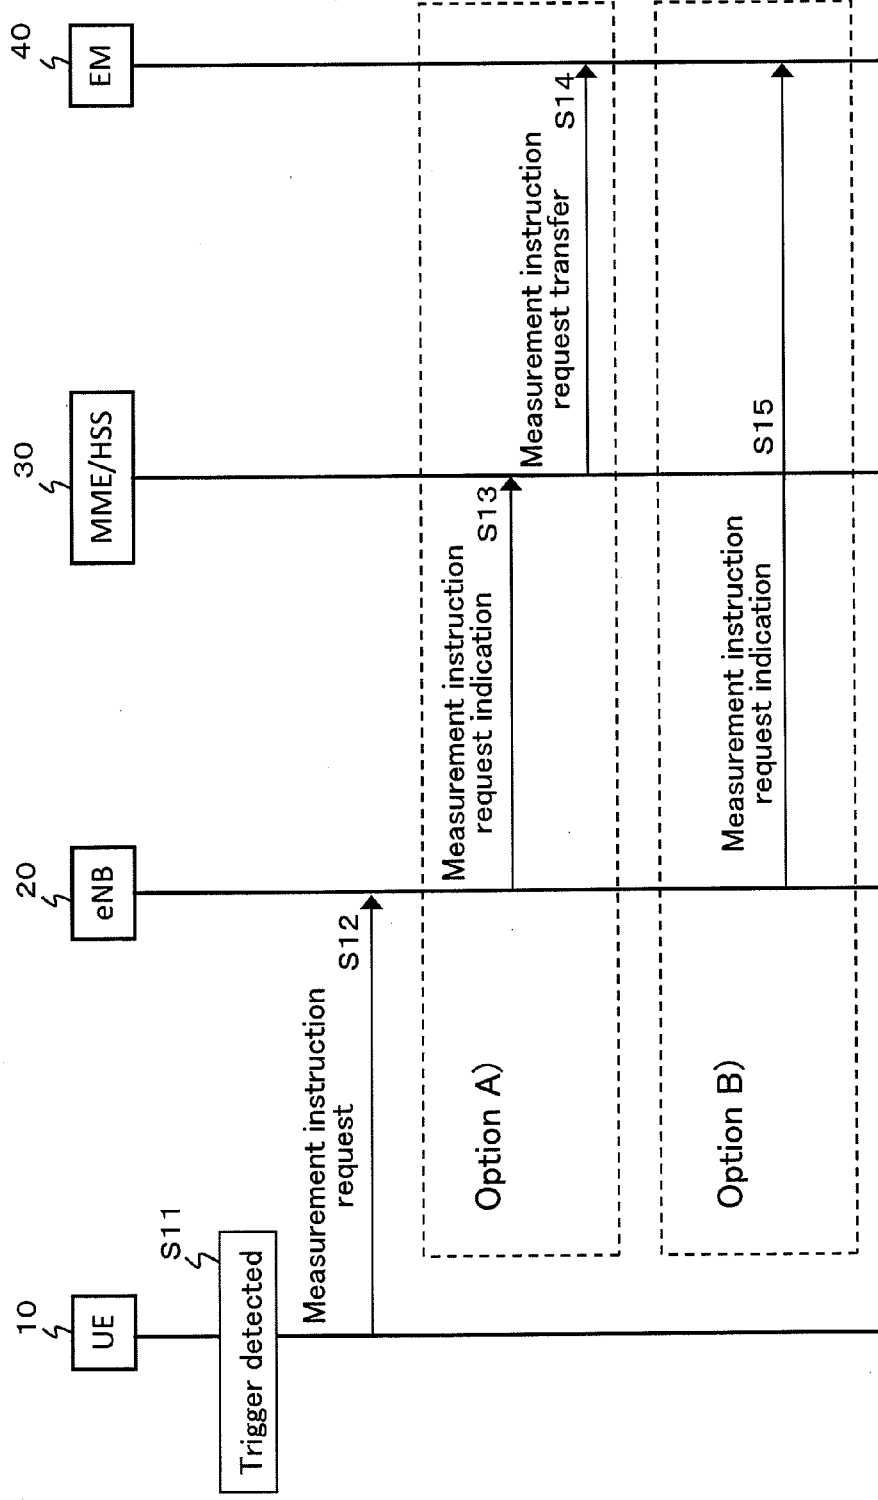 10
UE
20
eNB
30
MME/HSS
40
EM
S11
Trigger detected
Measurement instruction
request
S12
Option A)
Measurement instruction
request indication
S13
Measurement instruction
request transfer
S14
Option B)
Measurement instruction
request indication
S15